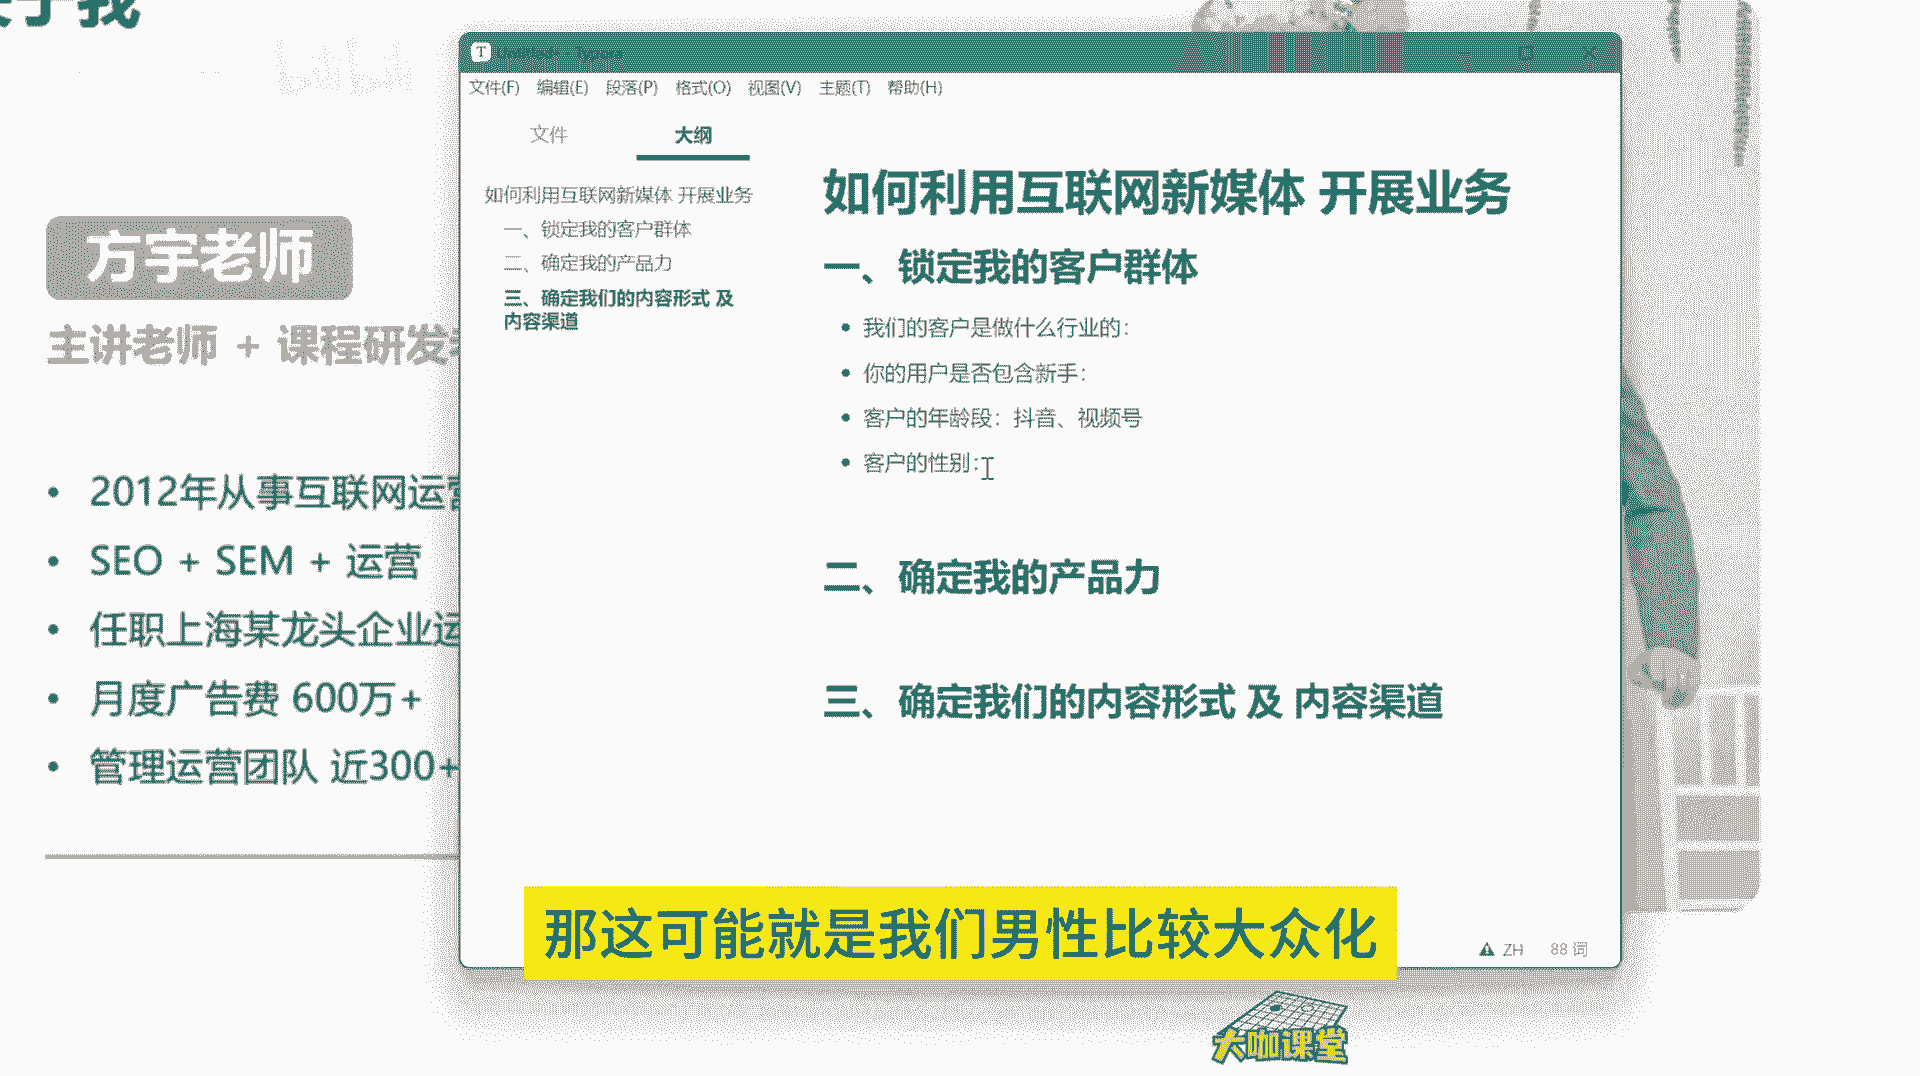 关于我
bilibili
方宇老师
主讲老师 + 课程研发老
2012年从事互联网运营
SEO + SEM + 运营
任职上海某龙头企业运
月度广告费 600万+
管理运营团队 近300+
Untitled - Typora
文件(F) 编辑(E) 段落(P) 格式(O) 视图(V) 主题(T) 帮助(H)
文件 大纲
如何利用互联网新媒体 开展业务
一、锁定我的客户群体
二、确定我的产品力
三、确定我们的内容形式 及
内容渠道
如何利用互联网新媒体 开展业务
一、锁定我的客户群体
我们的客户是做什么行业的：
你的用户是否包含新手：
客户的年龄段：抖音、视频号
客户的性别：
二、确定我的产品力
三、确定我们的内容形式 及 内容渠道
ZH 88 词
那这可能就是我们男性比较大众化
大咖课堂